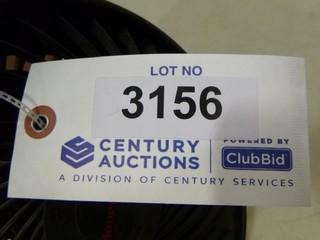 LOT NO
3156
CENTURY
AUCTIONS
POWERED BY
ClubBid
A DIVISION OF CENTURY SERVICES